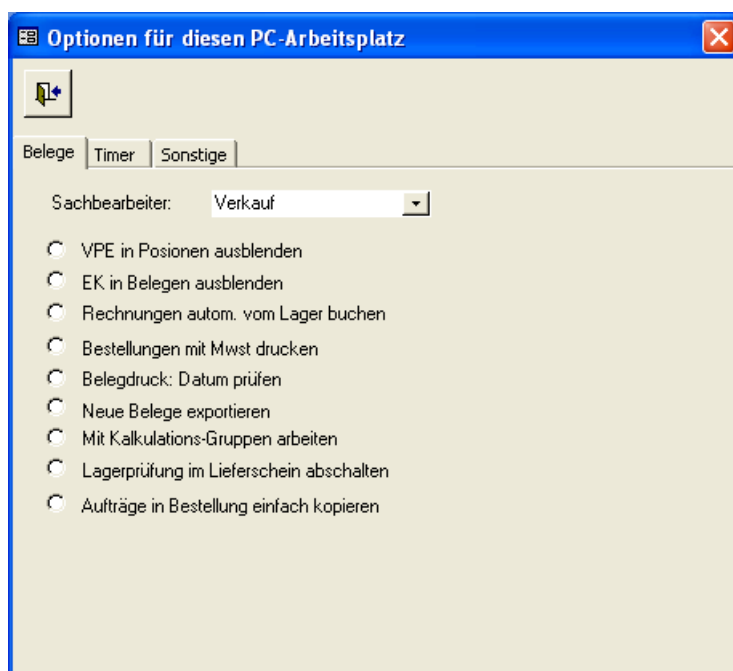 Optionen für diesen PC-Arbeitsplatz
Belege Timer Sonstige
Sachbearbeiter: Verkauf
VPE in Posionen ausblenden
EK in Belegen ausblenden
Rechnungen autom. vom Lager buchen
Bestellungen mit Mwst drucken
Belegdruck: Datum prüfen
Neue Belege exportieren
Mit Kalkulations-Gruppen arbeiten
Lagerprüfung im Lieferschein abschalten
Aufträge in Bestellung einfach kopieren